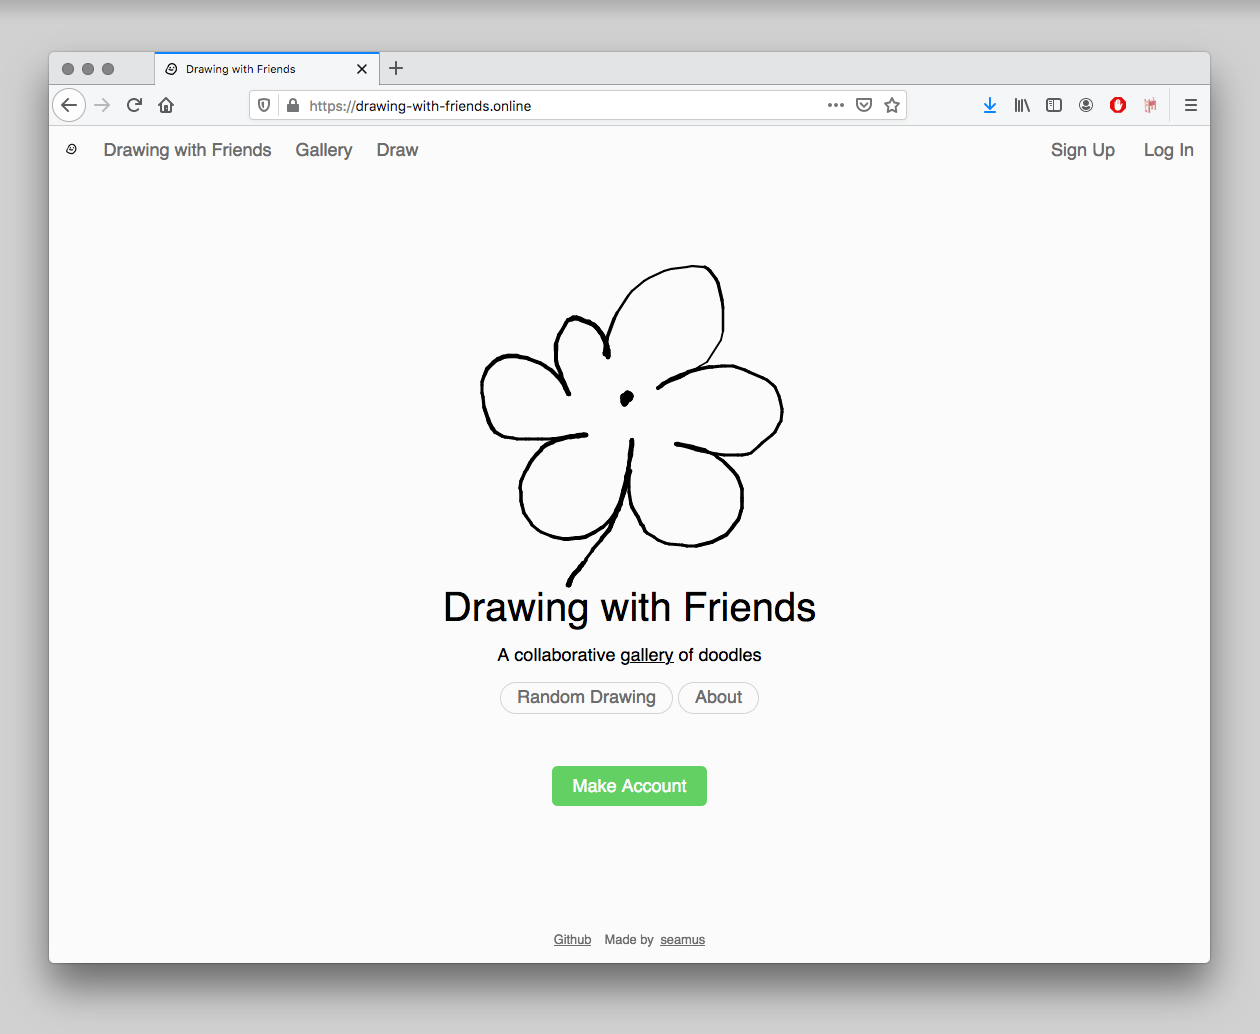 Drawing with Friends
https://drawing-with-friends.online
Drawing with Friends Gallery Draw Sign Up Log In
Drawing with Friends
A collaborative gallery of doodles
Random Drawing About
Make Account
Github Made by seamus